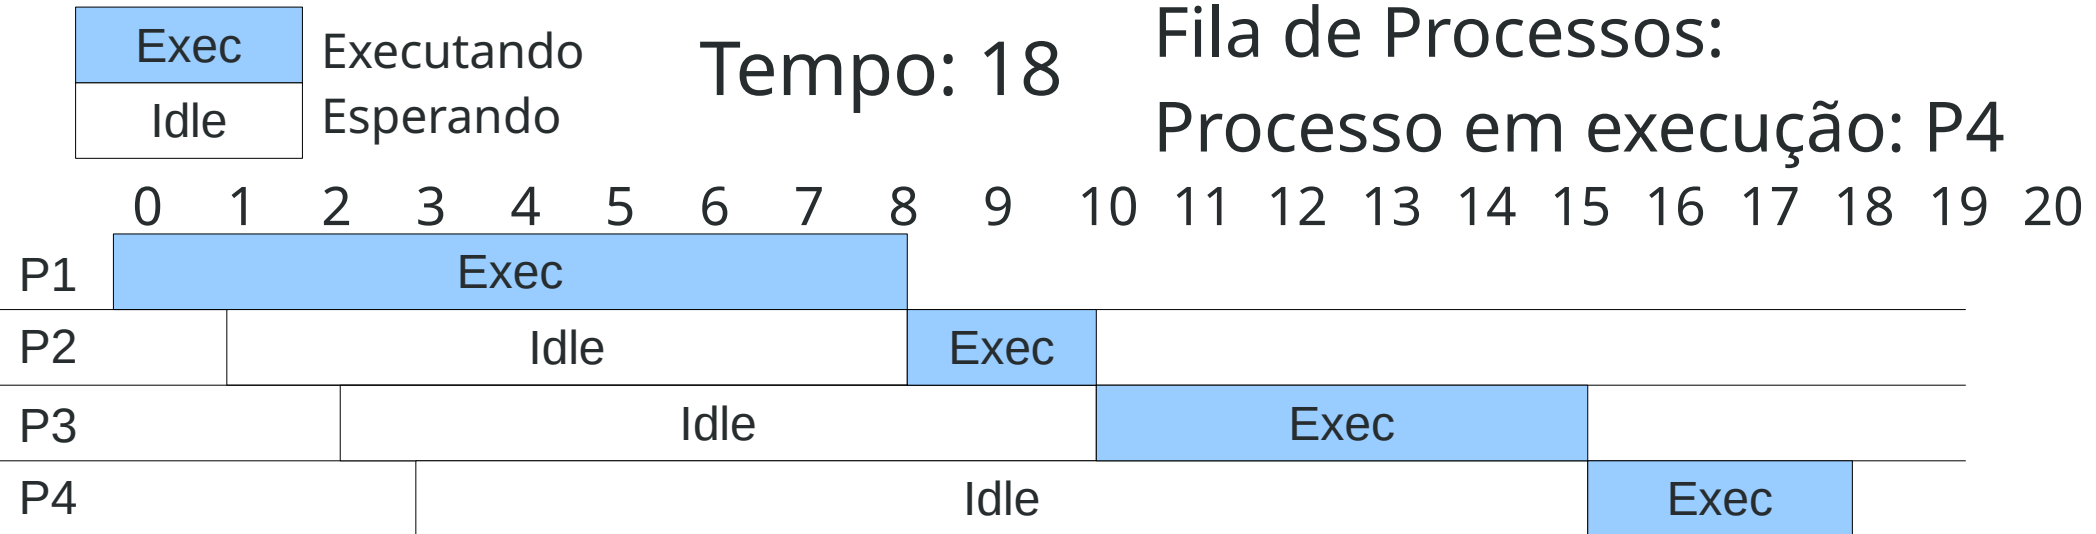 Exec Executando
Idle Esperando
Tempo: 18
Fila de Processos:
Processo em execução: P4
0 1 2 3 4 5 6 7 8 9 10 11 12 13 14 15 16 17 18 19 20
P1 Exec
P2 Idle Exec
P3 Idle Exec
P4 Idle Exec